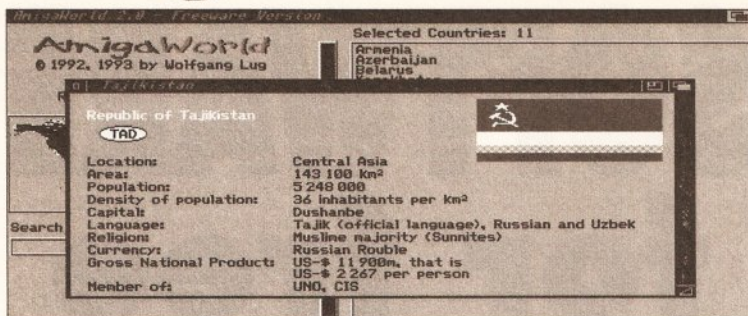 AmigaWorld 2.0 - Freeware Version
AmigaWorld
© 1992, 1993 by Wolfgang Lug
Selected Countries: 11
Armenia
Azerbaijan
Belarus
Tajikistan
Republic of Tajikistan
TAD
Location: Central Asia
Area: 143 100 Km²
Population: 5 248 000
Density of population: 36 inhabitants per Km²
Capital: Dushanbe
Language: Tajik (official language), Russian and Uzbek
Religion: Muslime majority (Sunnites)
Currency: Russian Rouble
Gross National Product: US-$ 11 900m, that is
US-$ 2 267 per person
Member of: UNO, CIS
Search